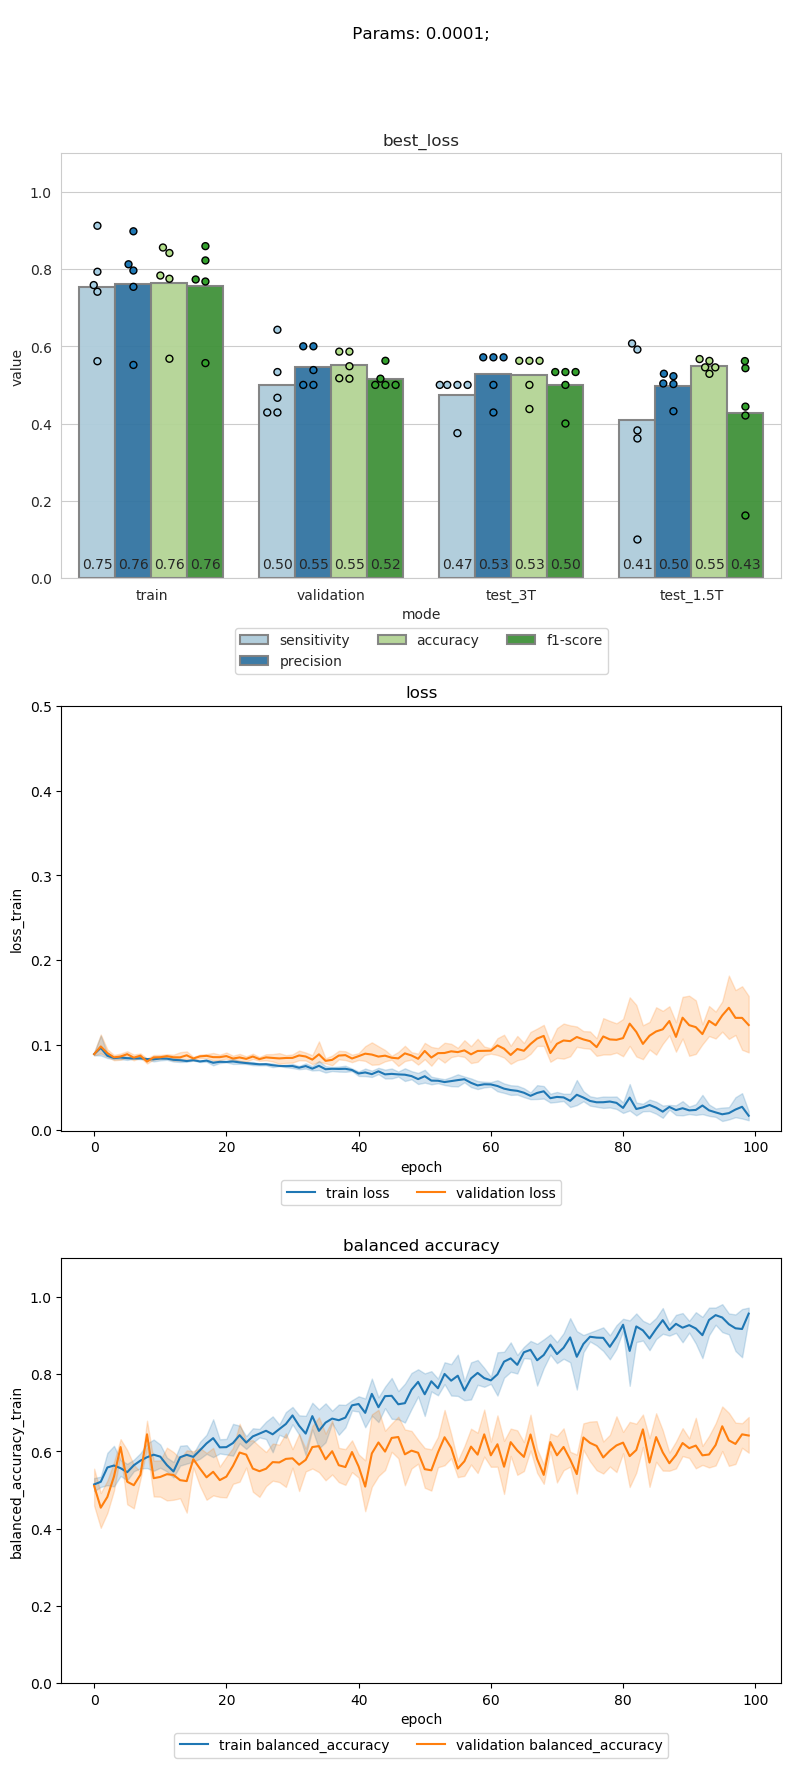 Params: 0.0001;
best_loss
value
1.0
0.8
0.6
0.4
0.2
0.0
0.75 0.76 0.76 0.76 0.50 0.55 0.55 0.52 0.47 0.53 0.53 0.50 0.41 0.50 0.55 0.43
train validation test_3T test_1.5T
mode
sensitivity accuracy f1-score
precision
loss
loss_train
0.5
0.4
0.3
0.2
0.1
0.0
0 20 40 60 80 100
epoch
train loss validation loss
balanced accuracy
balanced_accuracy_train
1.0
0.8
0.6
0.4
0.2
0.0
0 20 40 60 80 100
epoch
train balanced_accuracy validation balanced_accuracy